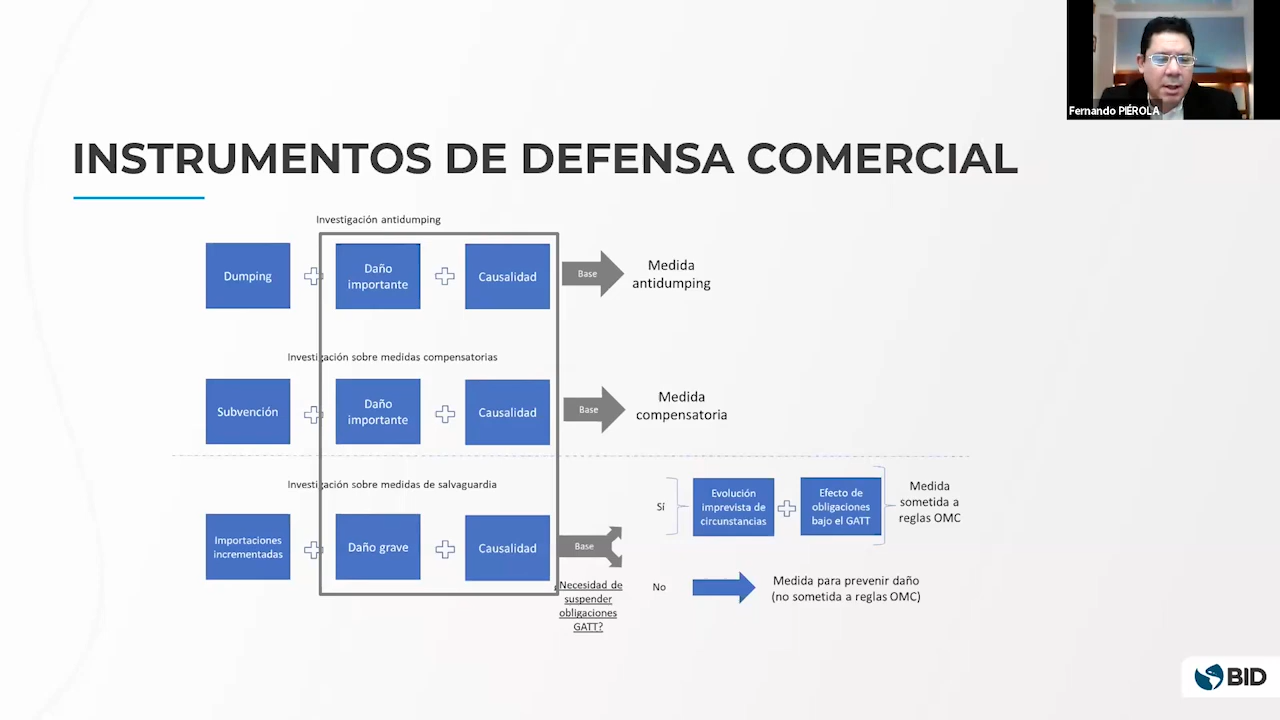 Fernando PIÉROLA
INSTRUMENTOS DE DEFENSA COMERCIAL
Investigación antidumping
Dumping
Daño
importante
Causalidad
Base
Medida
antidumping
Investigación sobre medidas compensatorias
Subvención
Daño
importante
Causalidad
Base
Medida
compensatoria
Investigación sobre medidas de salvaguardia
Importaciones
incrementadas
Daño grave
Causalidad
Base
¿Necesidad de
suspender
obligaciones
GATT?
Sí
Evolución
imprevista de
circunstancias
Efecto de
obligaciones
bajo el GATT
Medida
sometida a
reglas OMC
No
Medida para prevenir daño
(no sometida a reglas OMC)
BID